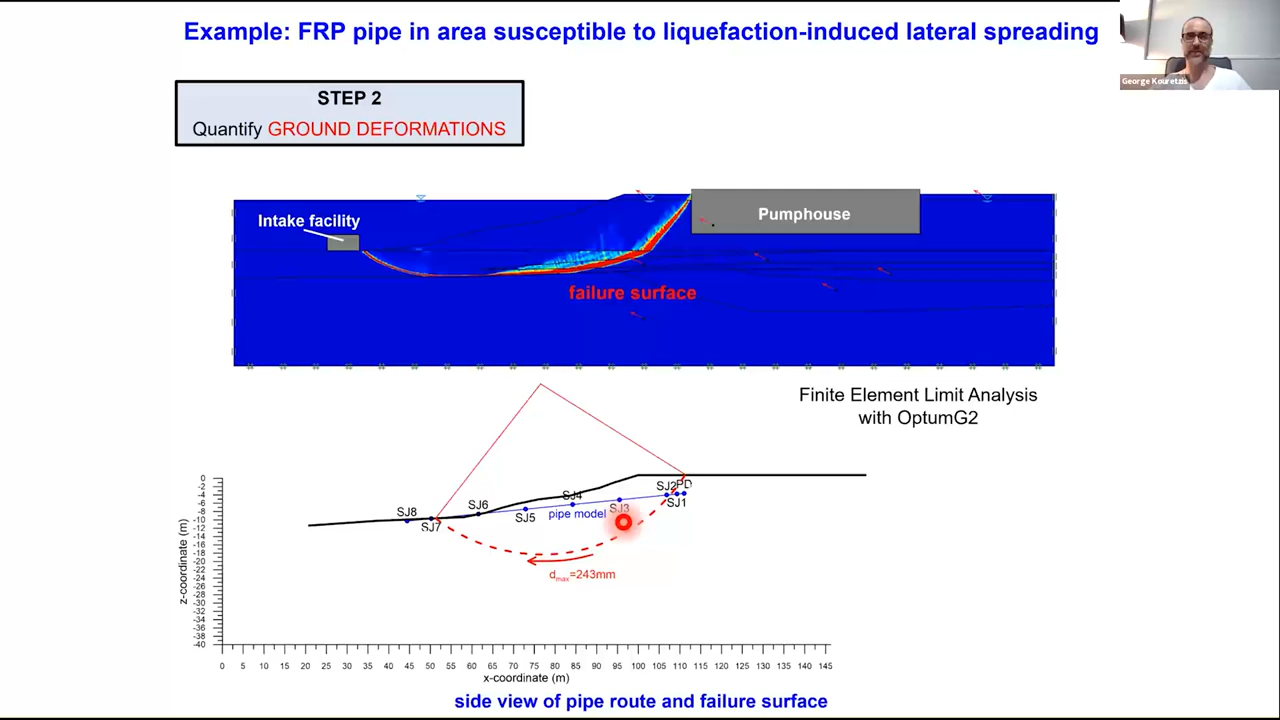 Example: FRP pipe in area susceptible to liquefaction-induced lateral spreading
George Kouretzis
STEP 2
Quantify GROUND DEFORMATIONS
Intake facility
Pumphouse
failure surface
Finite Element Limit Analysis
with OptumG2
0
-2
-4
-6
-8
-10
-12
-14
-16
-18
-20
-22
-24
-26
-28
-30
-33
-34
-36
-38
-40
z-coordinate (m)
SJ8
SJ7
SJ6
SJ5
SJ4
pipe model
SJ3
SJ2
PD
SJ1
dmax=243mm
0 5 10 15 20 25 30 35 40 45 50 55 60 65 70 75 80 85 90 95 100 105 110 115 120 125 130 135 140 145
x-coordinate (m)
side view of pipe route and failure surface